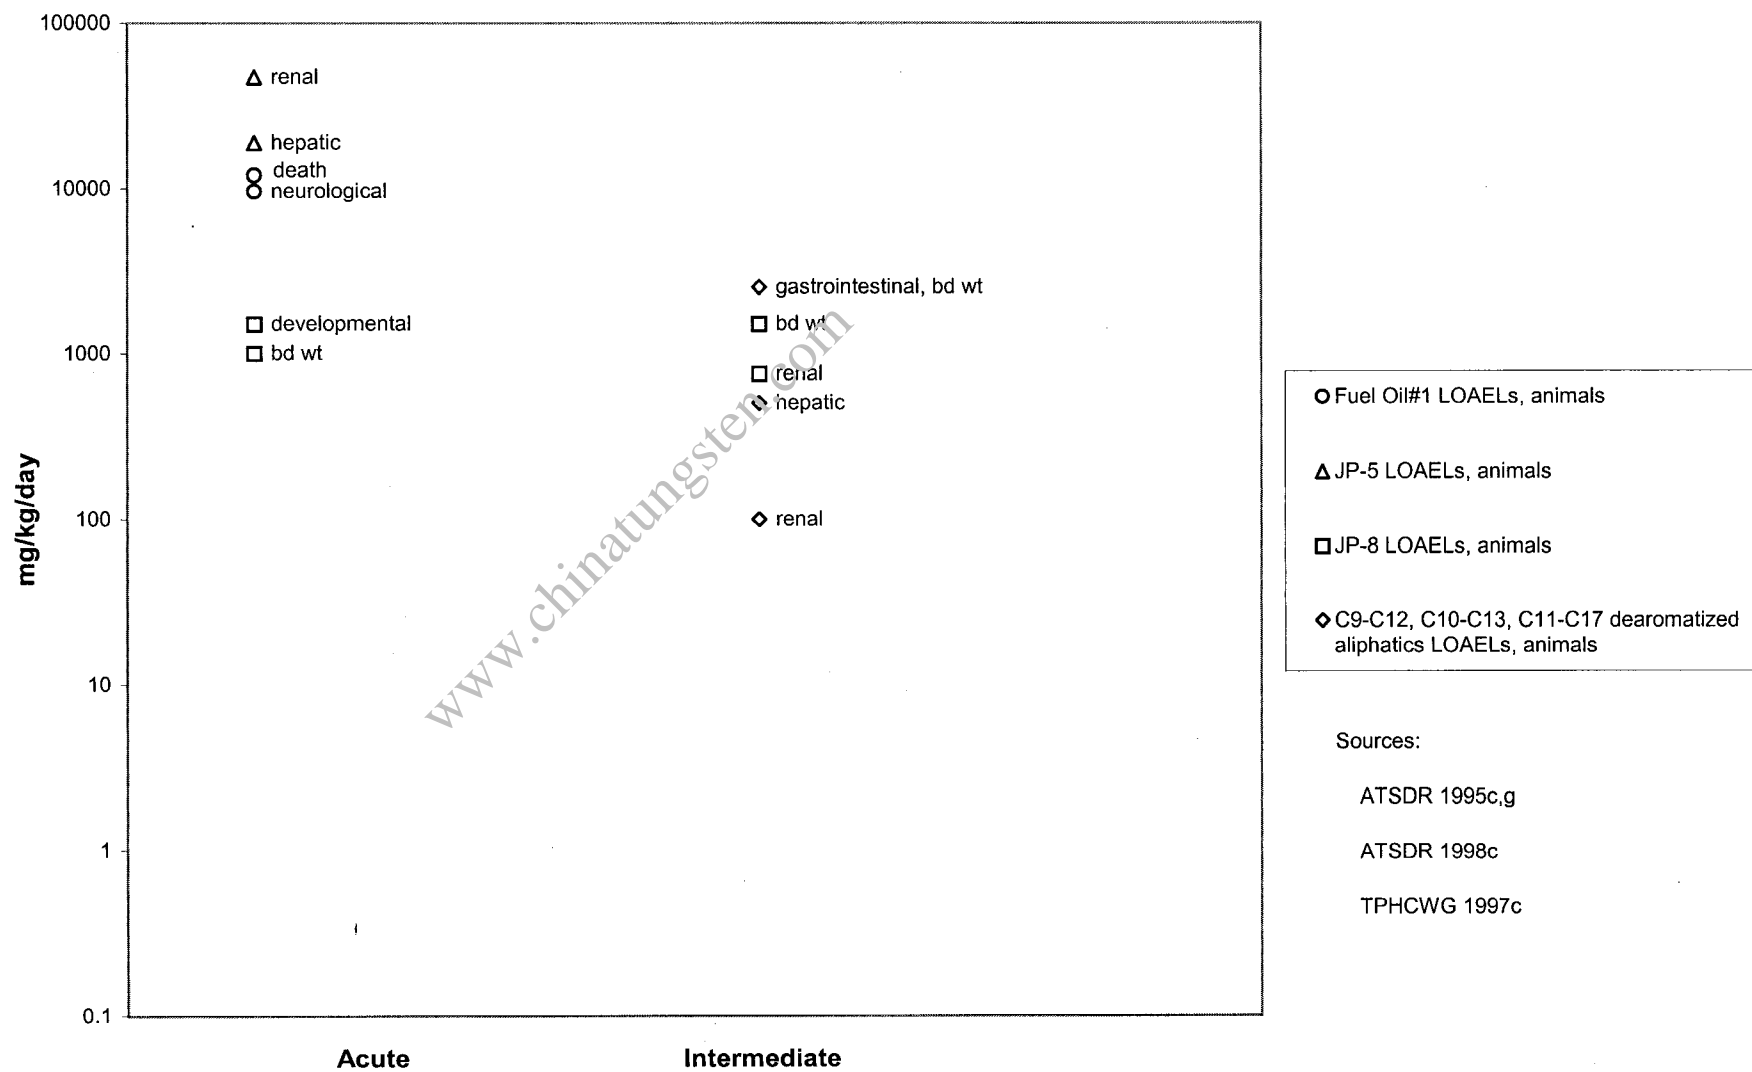 100000
10000
1000
100
10
1
0.1
mg/kg/day
renal
hepatic
death
neurological
developmental
bd wt
gastrointestinal, bd wt
bd wt
renal
hepatic
renal
www.chinatungsten.com
Acute
Intermediate
Fuel Oil#1 LOAELs, animals
JP-5 LOAELs, animals
JP-8 LOAELs, animals
C9-C12, C10-C13, C11-C17 dearomatized
aliphatics LOAELs, animals
Sources:
ATSDR 1995c,g
ATSDR 1998c
TPHCWG 1997c